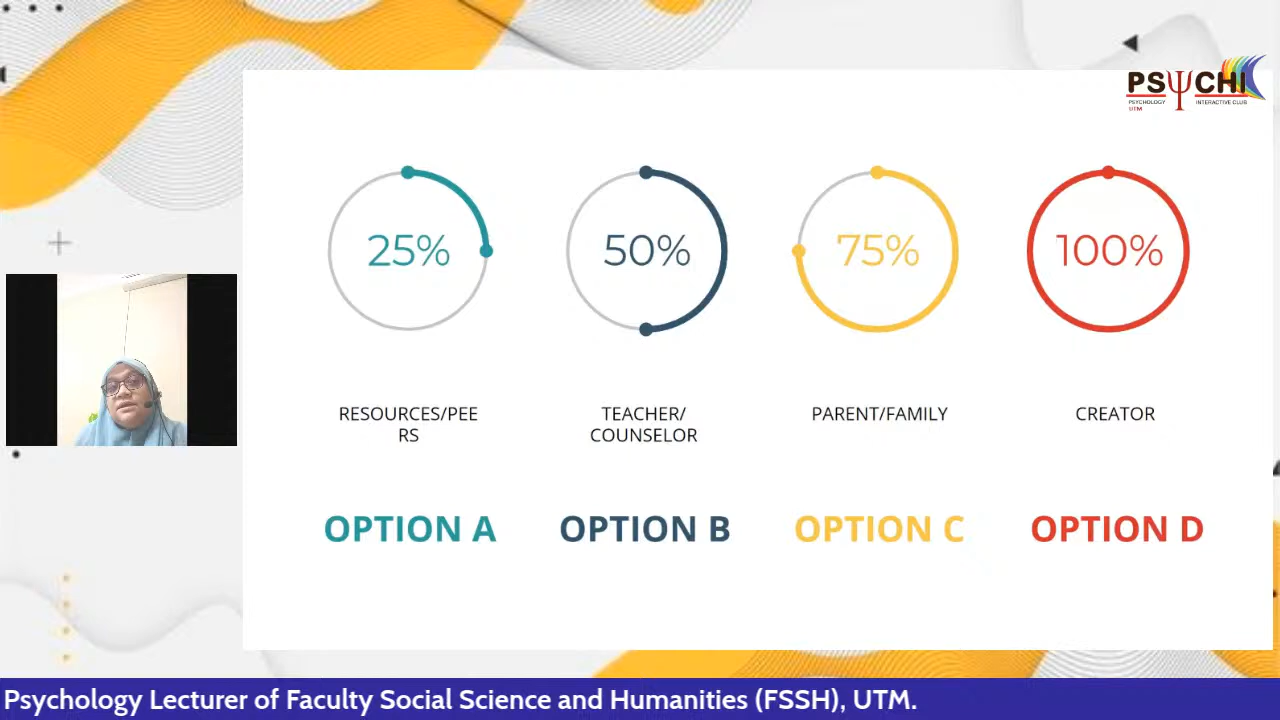 PSYCHI
PSYCHOLOGY INTERACTIVE CLUB
UTM
25% 50% 75% 100%
RESOURCES/PEE
RS
TEACHER/
COUNSELOR
PARENT/FAMILY
CREATOR
OPTION A OPTION B OPTION C OPTION D
Psychology Lecturer of Faculty Social Science and Humanities (FSSH), UTM.